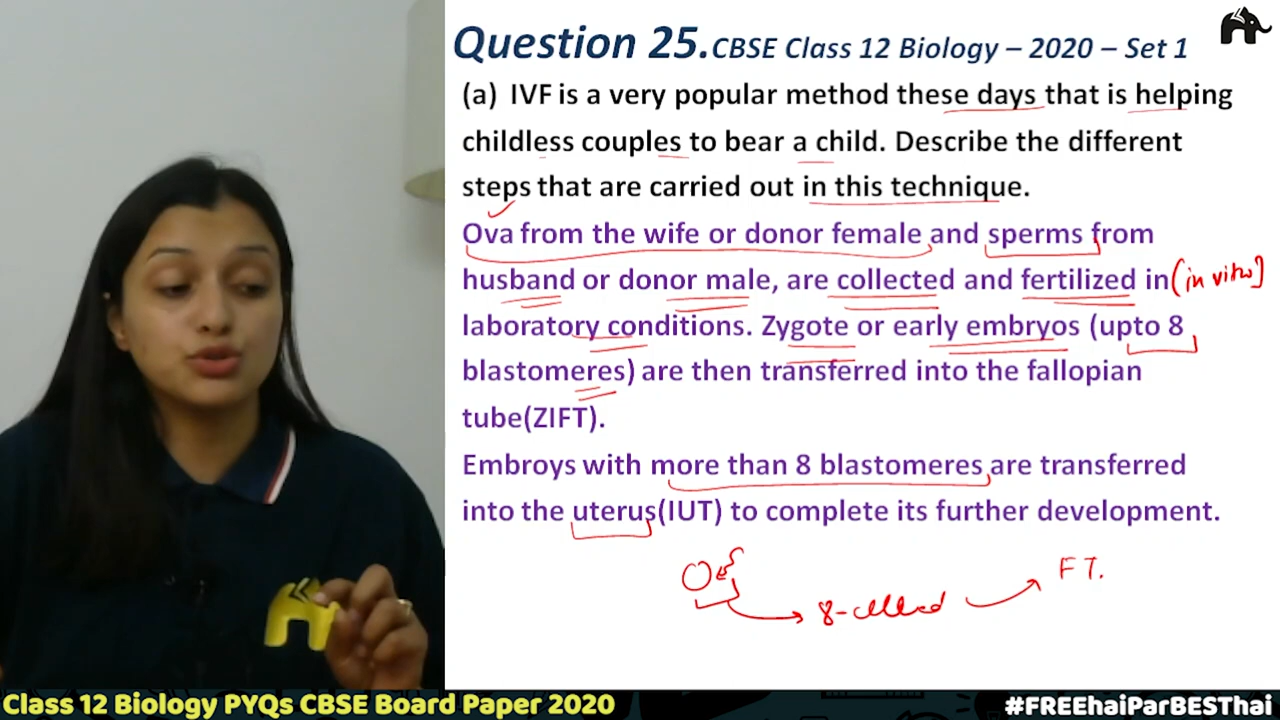 Question 25.CBSE Class 12 Biology – 2020 – Set 1
(a) IVF is a very popular method these days that is helping
childless couples to bear a child. Describe the different
steps that are carried out in this technique.
Ova from the wife or donor female and sperms from
husband or donor male, are collected and fertilized in (in vitro)
laboratory conditions. Zygote or early embryos (upto 8
blastomeres) are then transferred into the fallopian
tube(ZIFT).
Embroys with more than 8 blastomeres are transferred
into the uterus(IUT) to complete its further development.
8-celled
F T.
Class 12 Biology PYQs CBSE Board Paper 2020
#FREEhaiParBESThai